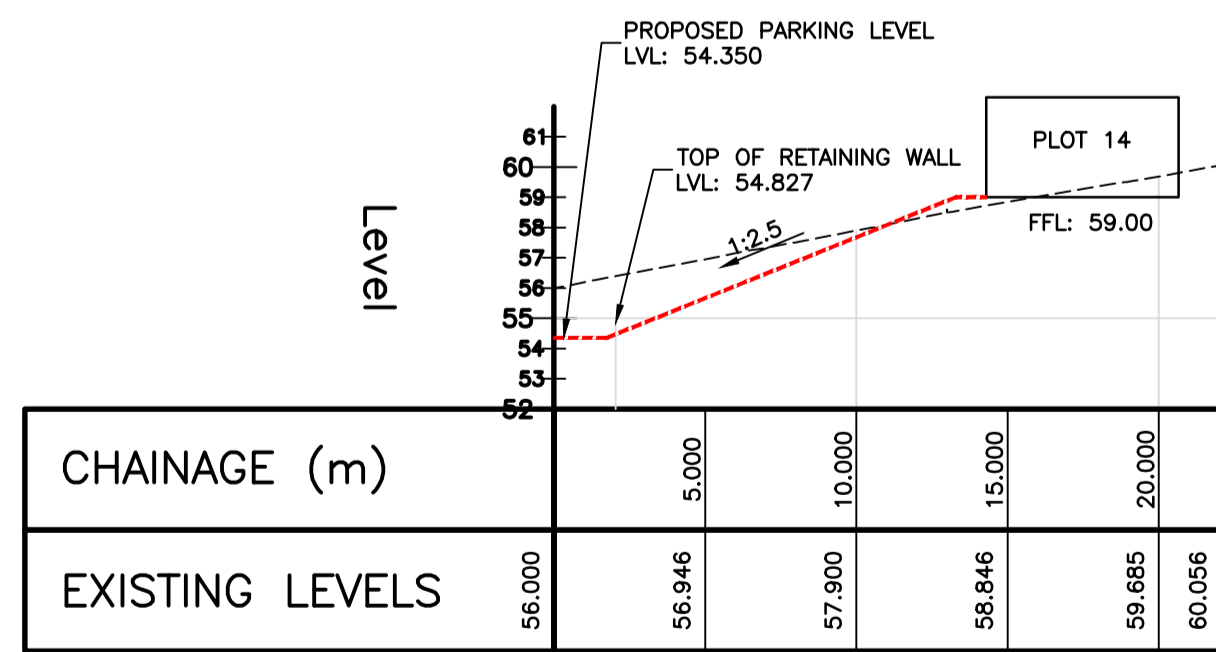 PROPOSED PARKING LEVEL
LVL: 54.350
TOP OF RETAINING WALL
LVL: 54.827
PLOT 14
FFL: 59.00
1:2.5
Level
61
60
59
58
57
56
55
54
53
52
CHAINAGE (m)
5.000
10.000
15.000
20.000
EXISTING LEVELS
56.000
56.946
57.900
58.846
59.685
60.056